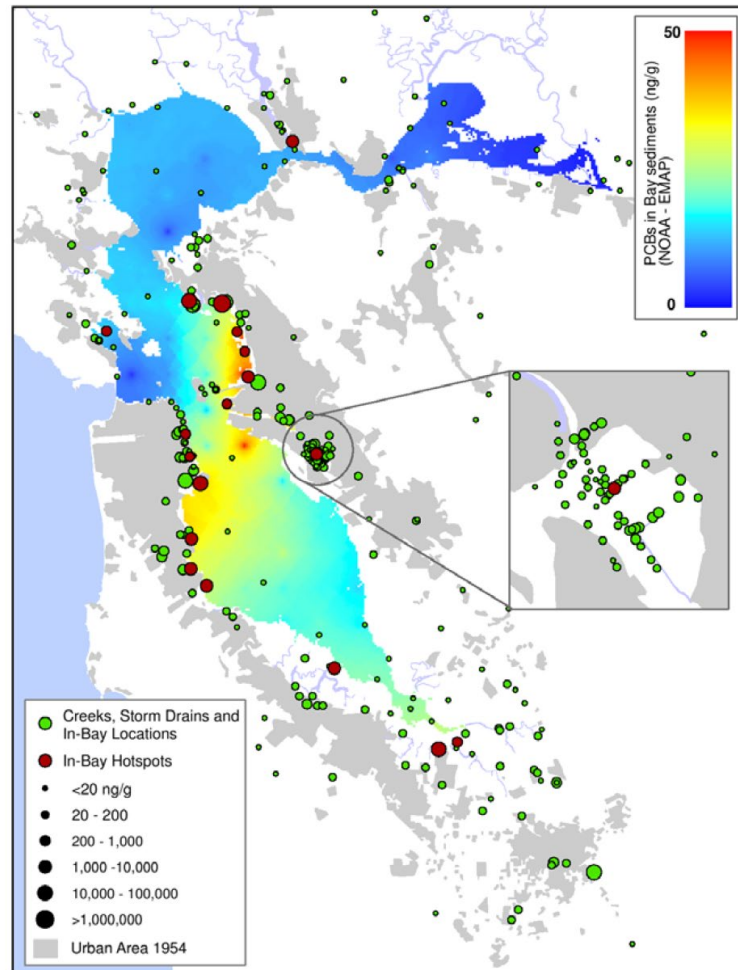 50
PCBs in Bay sediments (ng/g)
(NOAA - EMAP)
0
Creeks, Storm Drains and
In-Bay Locations
In-Bay Hotspots
<20 ng/g
20 - 200
200 - 1,000
1,000 -10,000
10,000 - 100,000
>1,000,000
Urban Area 1954